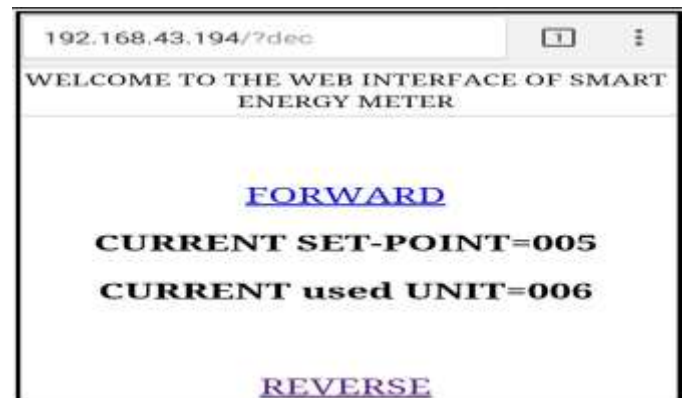 192.168.43.194/?dec
1
WELCOME TO THE WEB INTERFACE OF SMART
ENERGY METER
FORWARD
CURRENT SET-POINT=005
CURRENT used UNIT=006
REVERSE